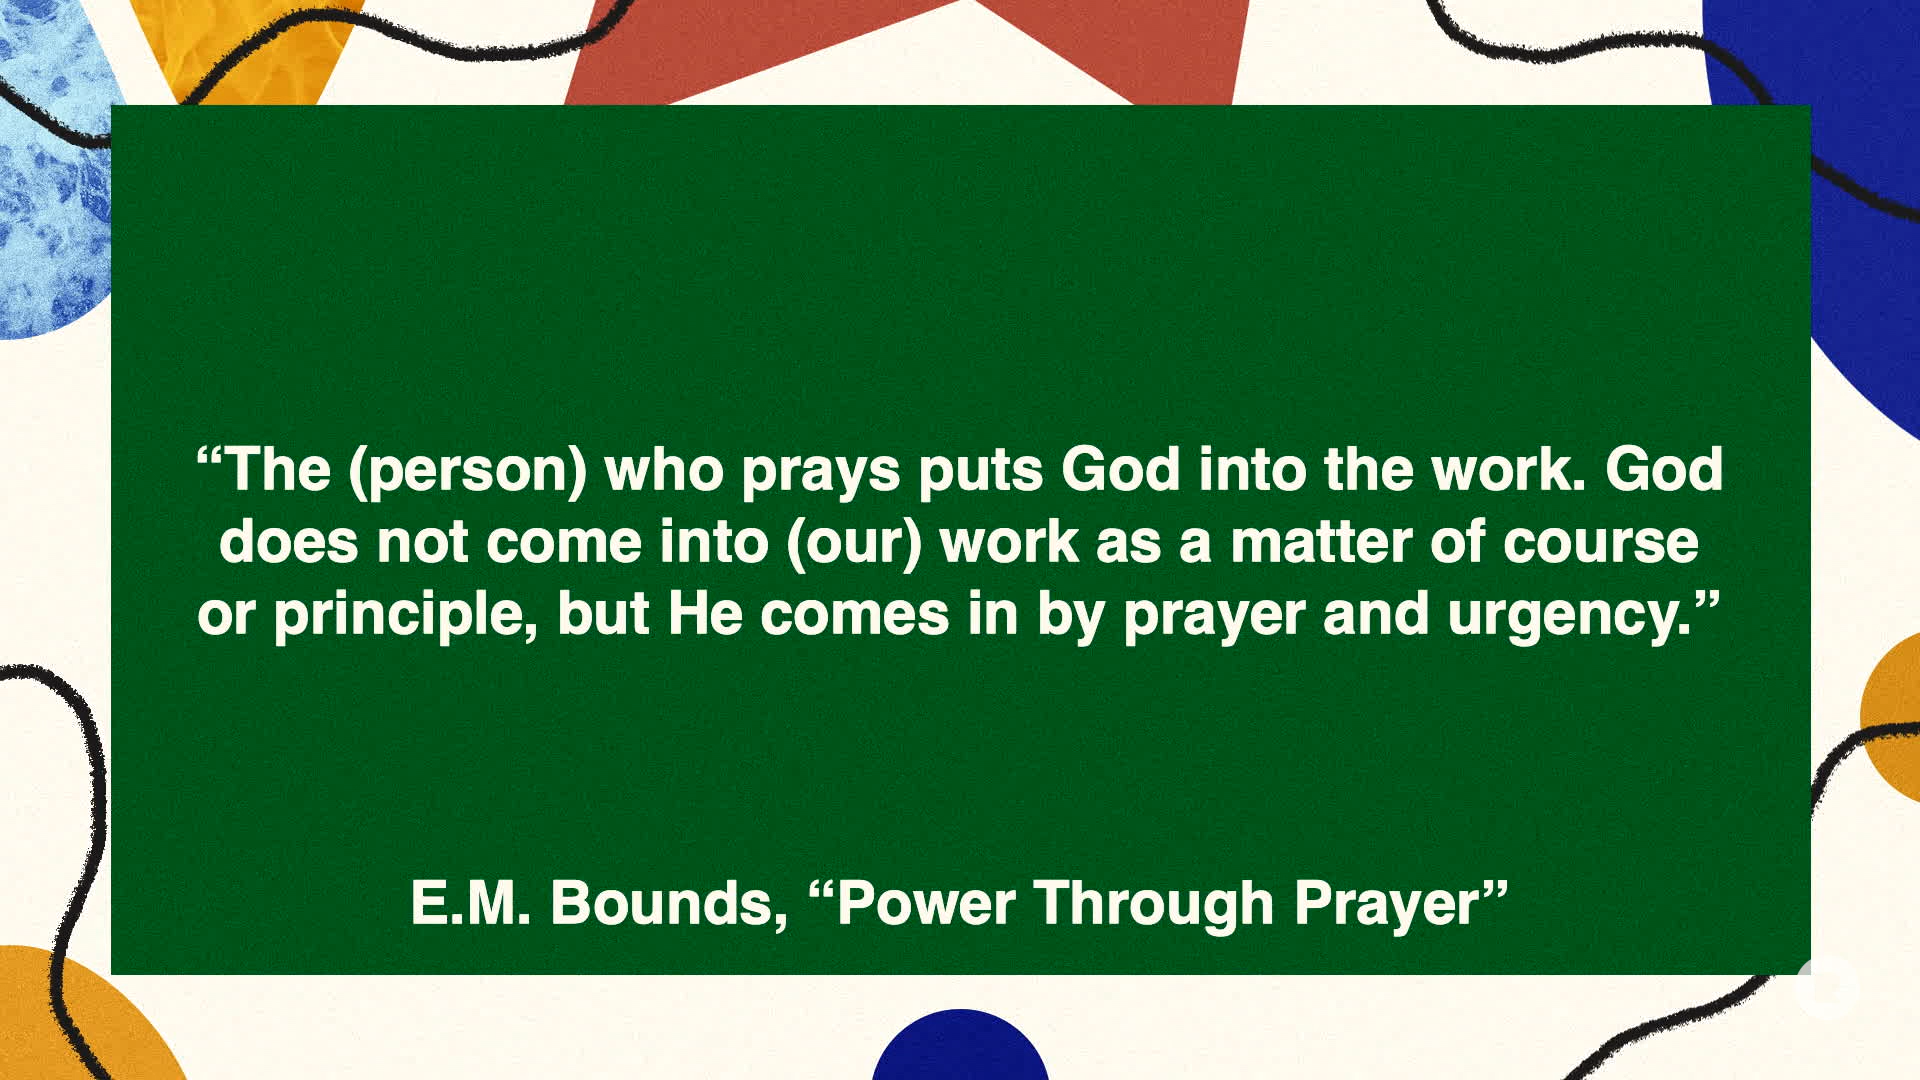 “The (person) who prays puts God into the work. God
does not come into (our) work as a matter of course
or principle, but He comes in by prayer and urgency.”
E.M. Bounds, “Power Through Prayer”